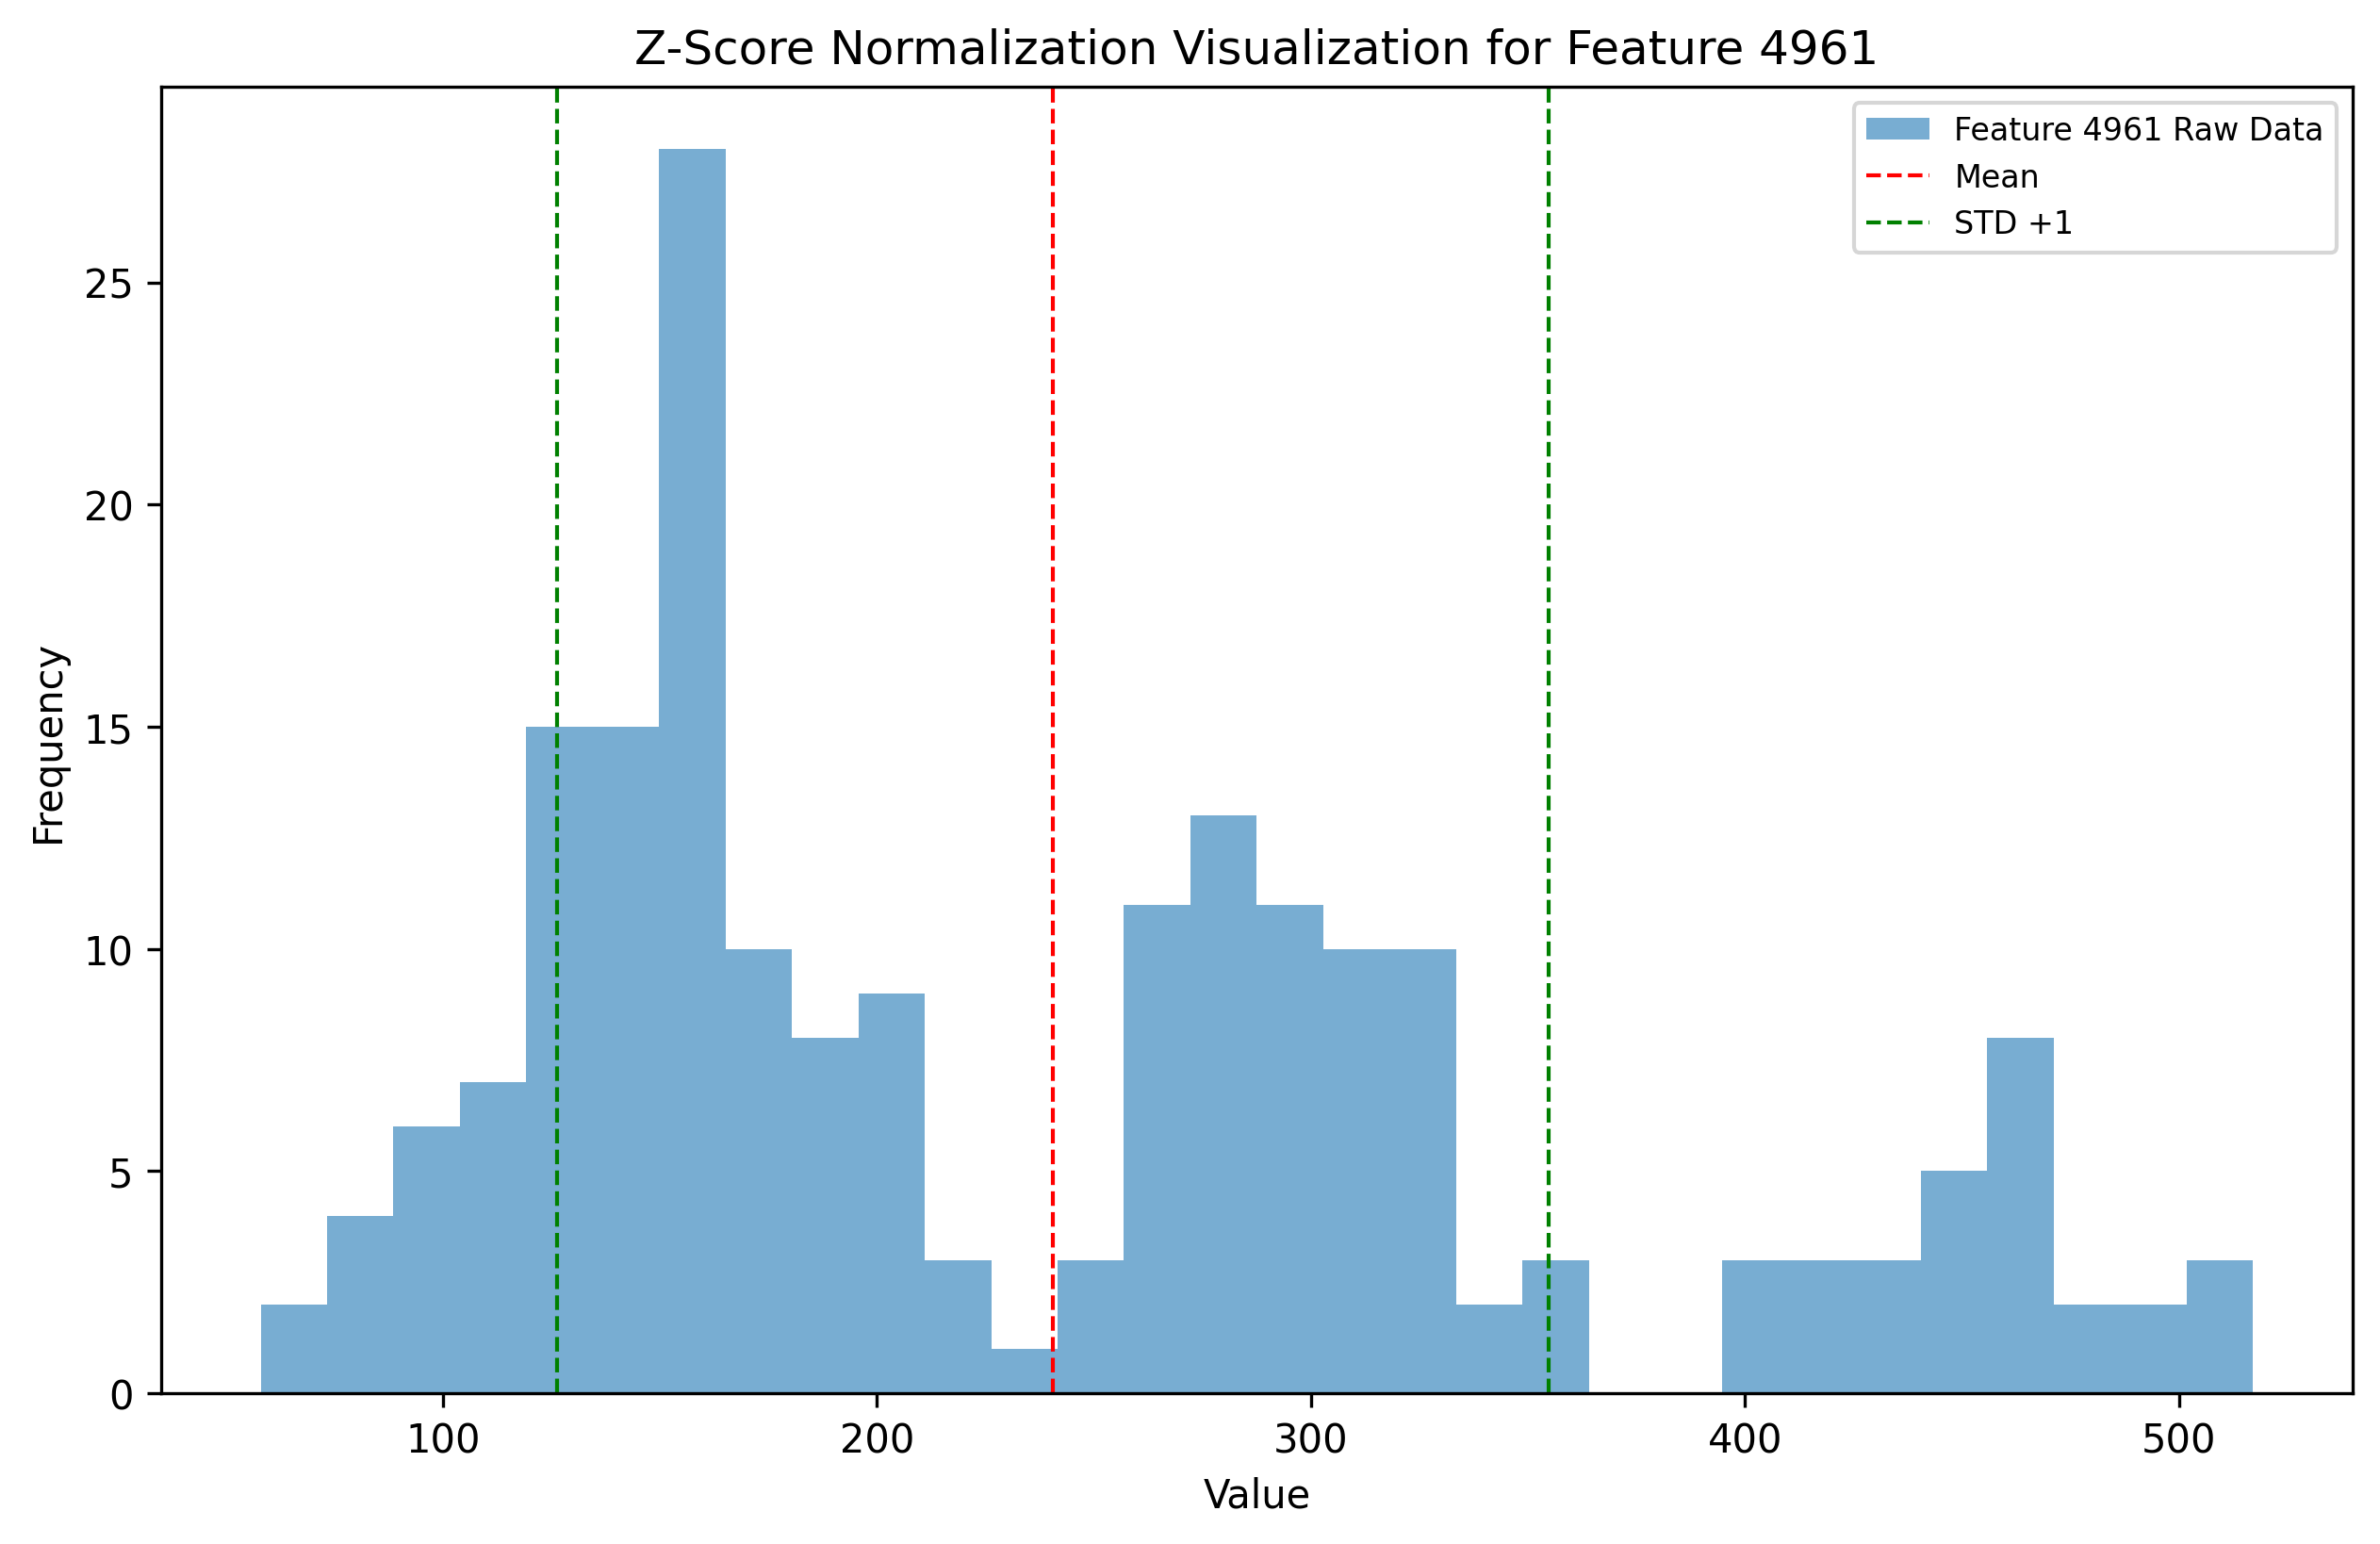 Z-Score Normalization Visualization for Feature 4961
Feature 4961 Raw Data
Mean
STD +1
Frequency
25
20
15
10
5
0
100 200 300 400 500
Value